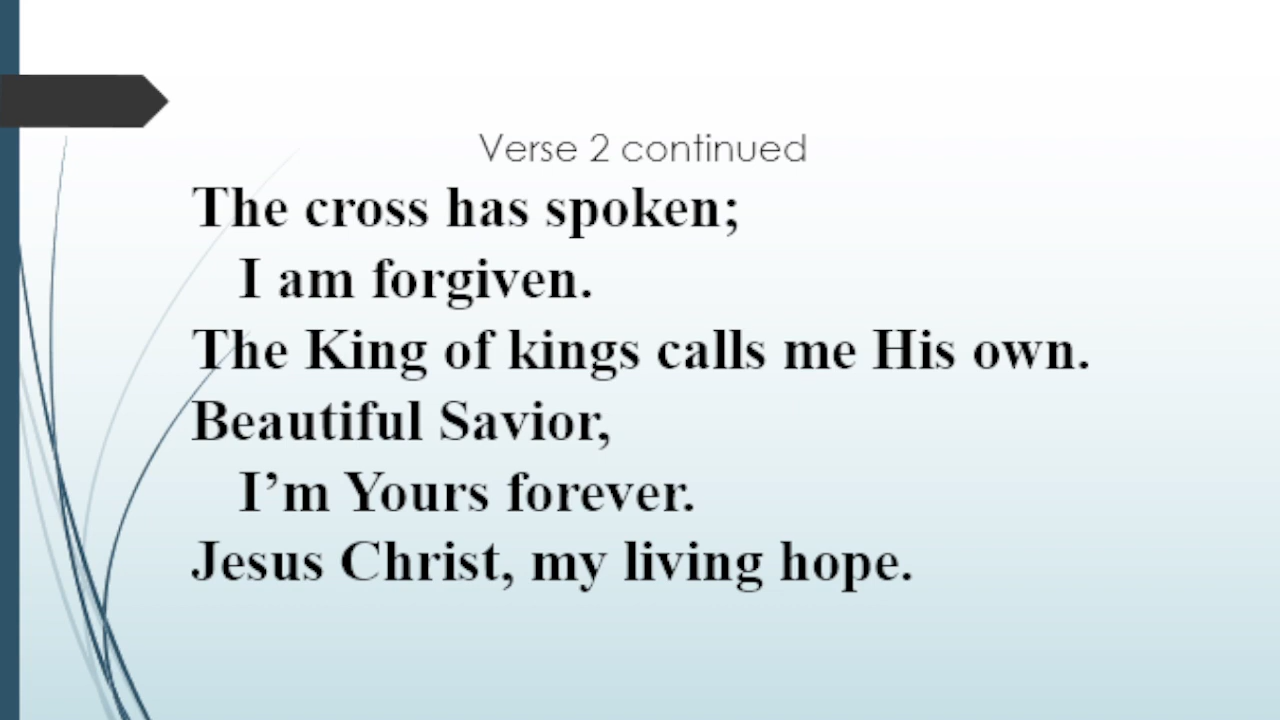 Verse 2 continued
The cross has spoken;
I am forgiven.
The King of kings calls me His own.
Beautiful Savior,
I’m Yours forever.
Jesus Christ, my living hope.